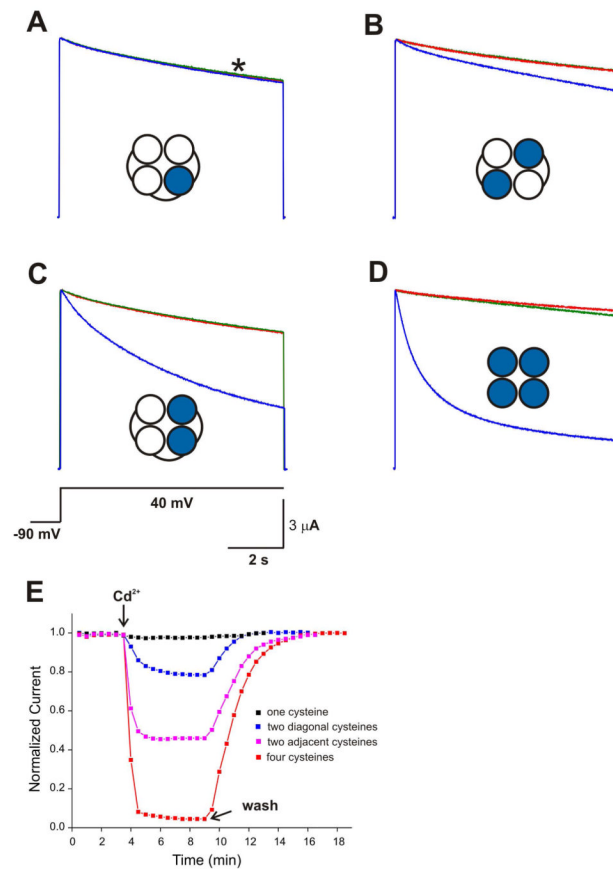 A
*
B
C
D
40 mV
-90 mV
3 μA
2 s
E
Cd²⁺
1.0
0.8
0.6
0.4
0.2
0.0
Normalized Current
one cysteine
two diagonal cysteines
two adjacent cysteines
four cysteines
wash
0 2 4 6 8 10 12 14 16 18
Time (min)